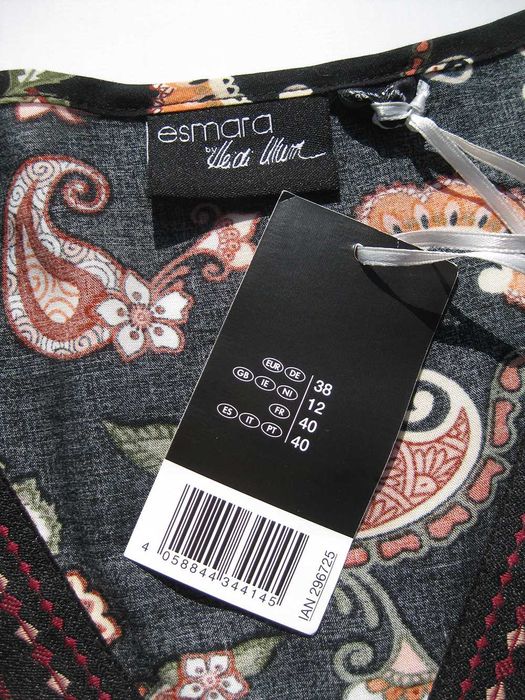 esmara
by Heidi Klum
EUR DE 38
GB IE NI 12
FR 40
ES IT PT 40
4 058844 344145
IAN 296725